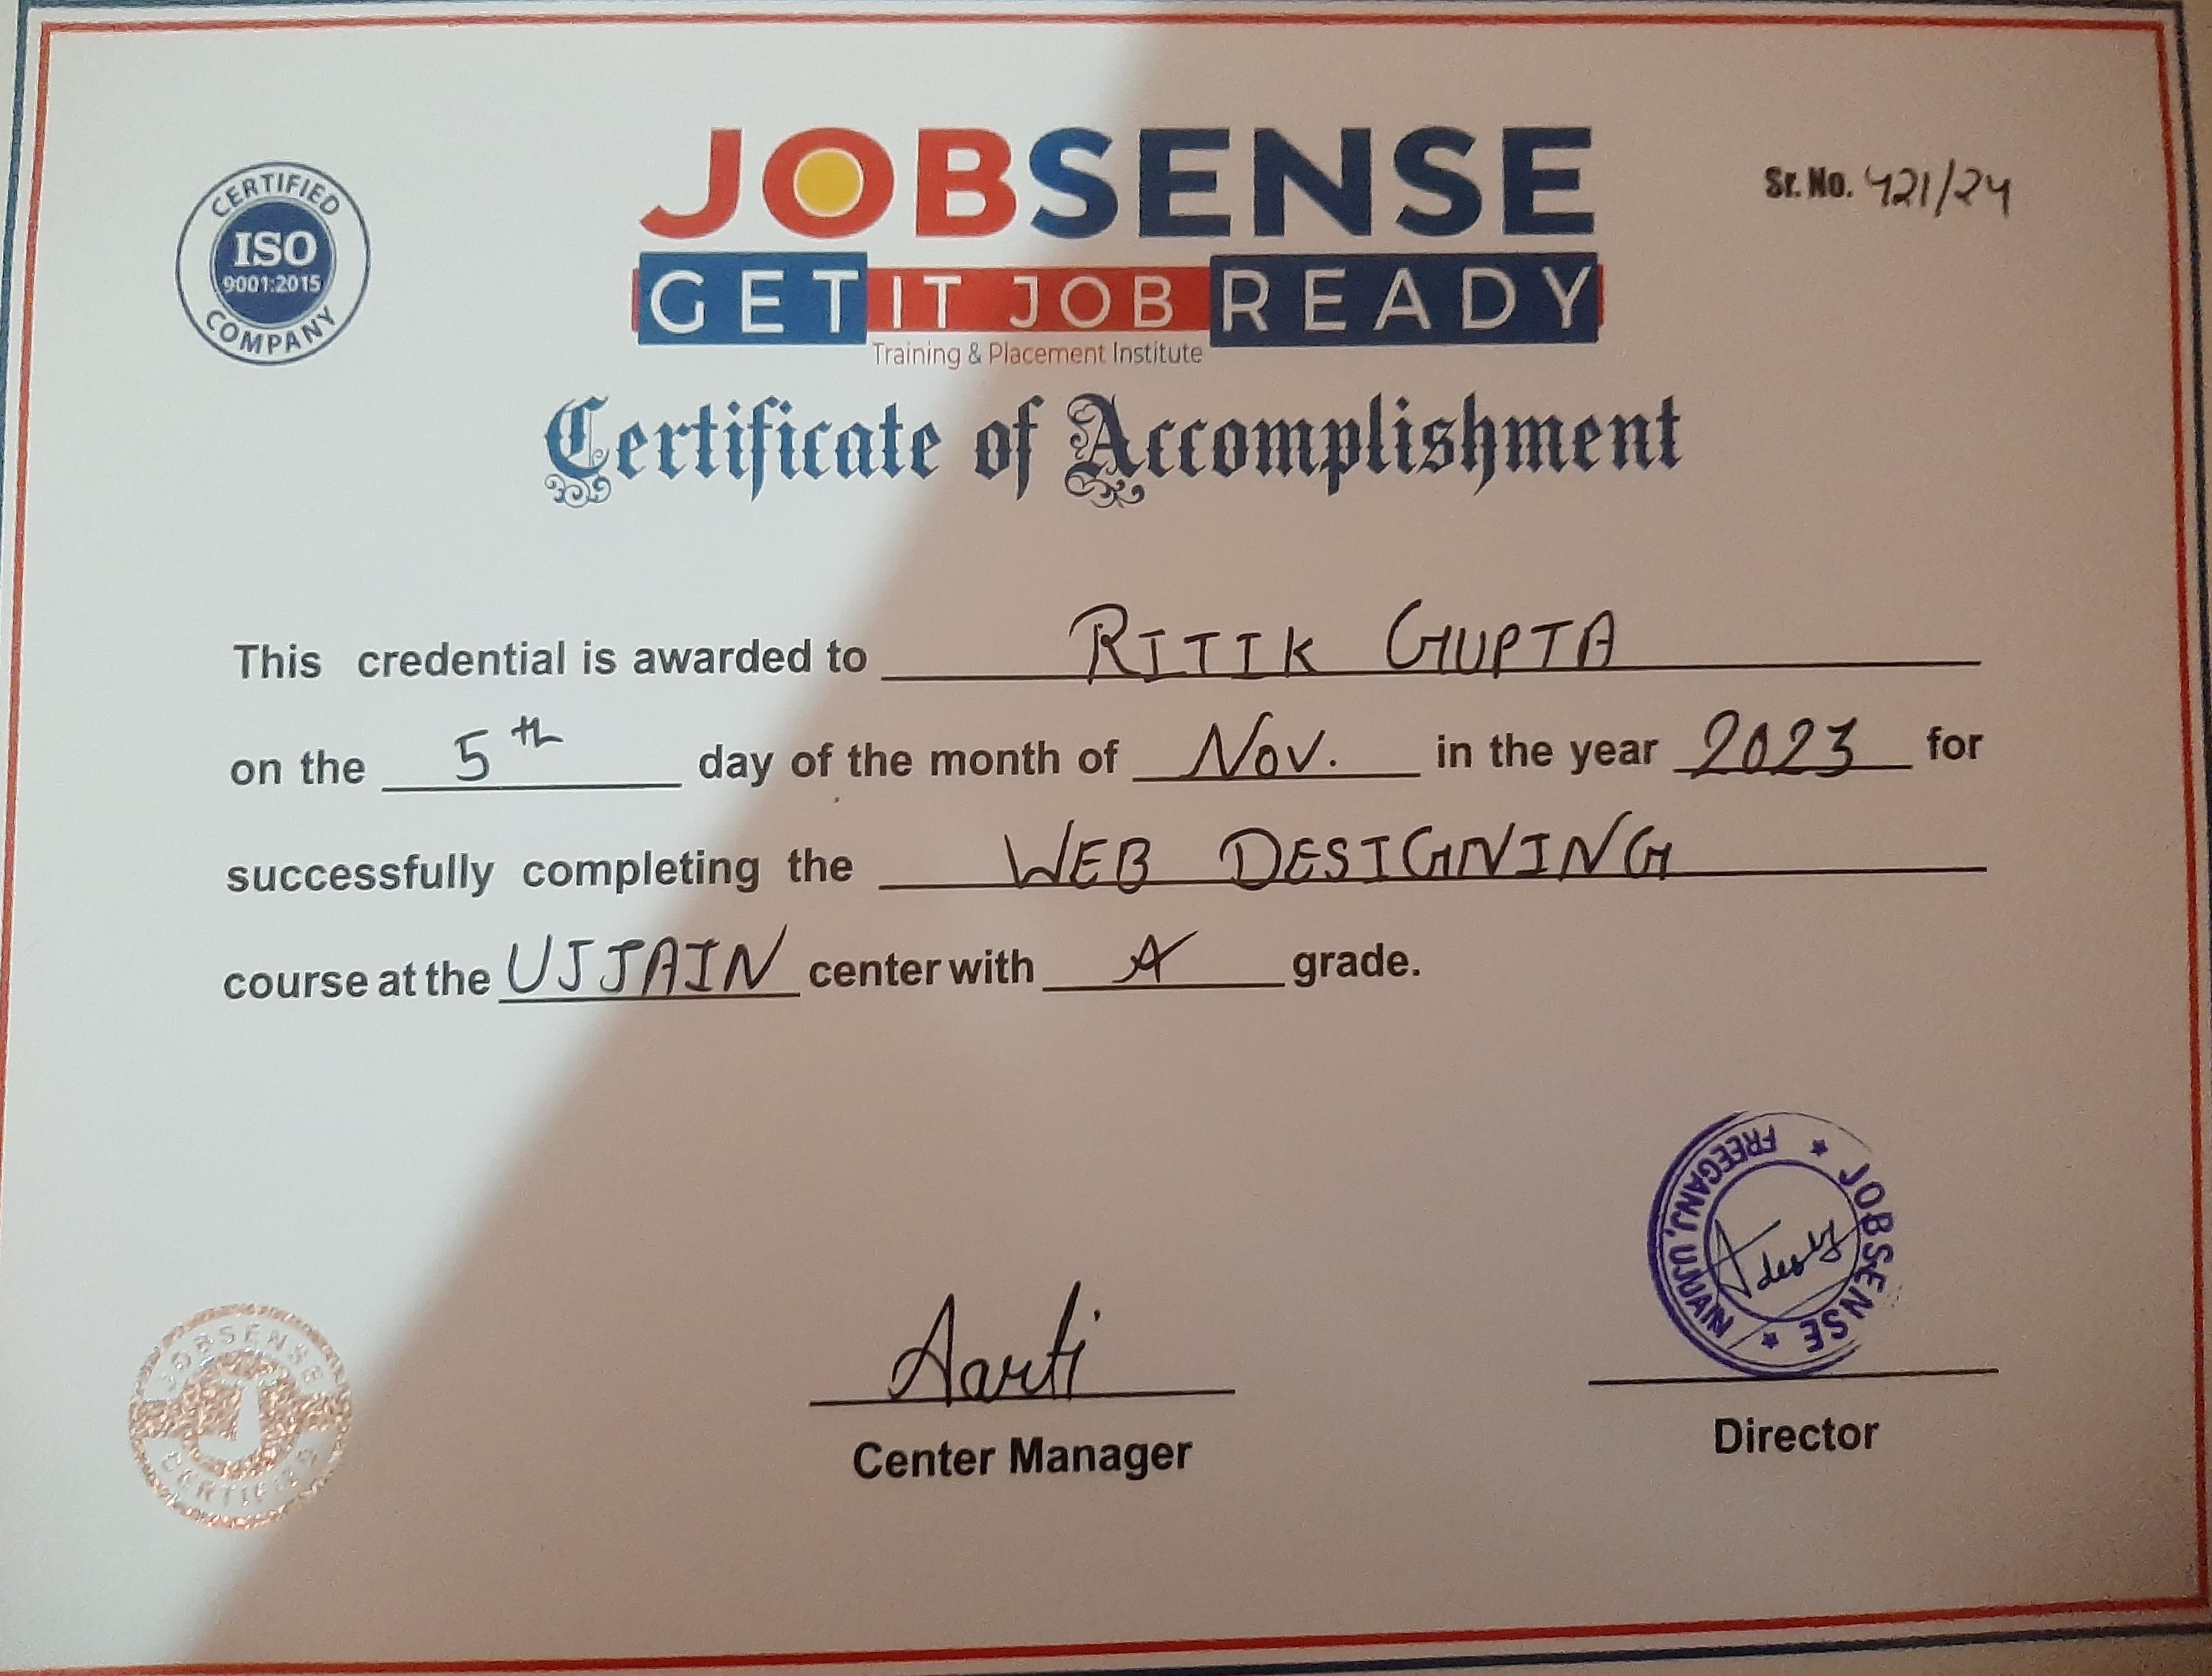 CERTIFIED
ISO
9001:2015
COMPANY
JOBSENSE
GET IT JOB READY
Training & Placement Institute
Sr. No. 421/24
Certificate of Accomplishment
This credential is awarded to RITIK GUPTA
on the 5th day of the month of Nov. in the year 2023 for
successfully completing the WEB DESIGNING
course at the UJJAIN center with A grade.
JOBSENSE
CERTIFIED
Aarti
Center Manager
JOBSENSE
FREEGANJ, UJJAIN
Director